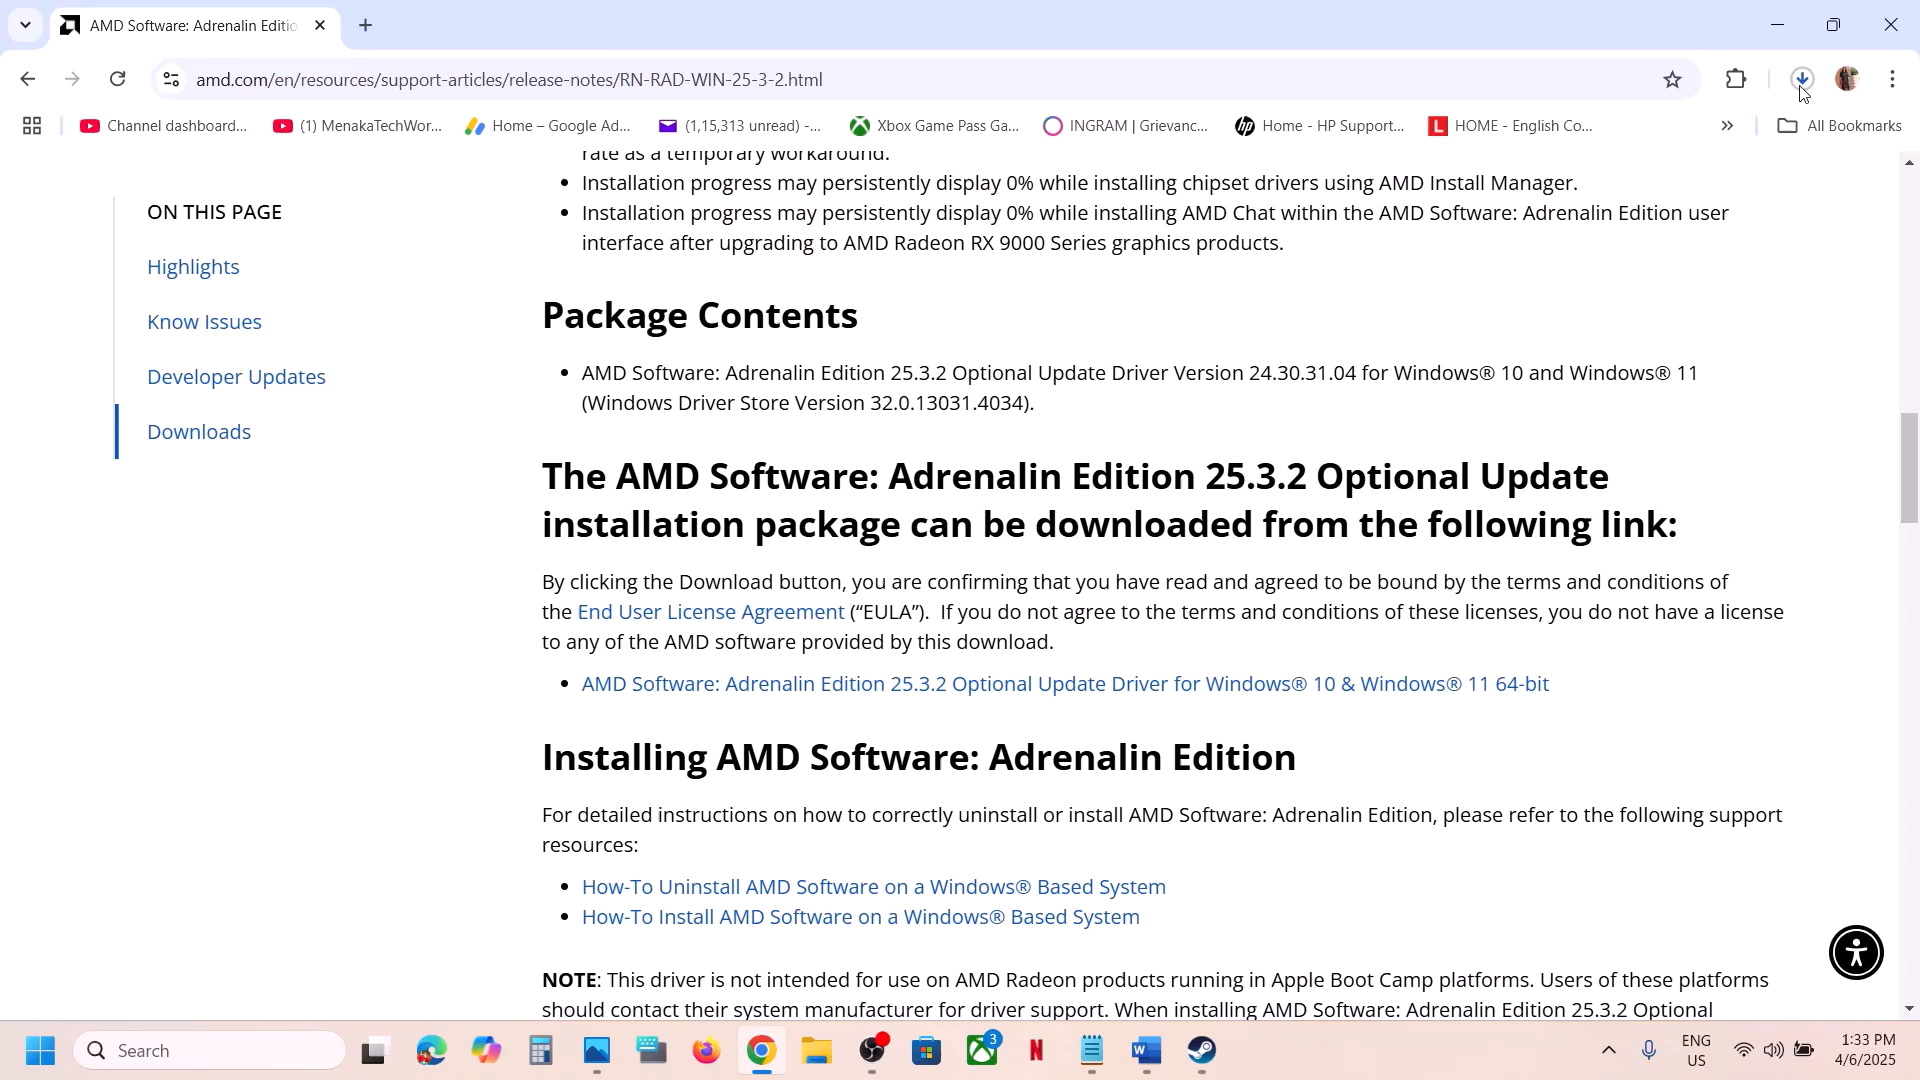 AMD Software: Adrenalin Editio
amd.com/en/resources/support-articles/release-notes/RN-RAD-WIN-25-3-2.html
Channel dashboard...
(1) MenakaTechWor...
Home – Google Ad...
(1,15,313 unread) -...
Xbox Game Pass Ga...
INGRAM | Grievanc...
Home - HP Support...
HOME - English Co...
All Bookmarks
ON THIS PAGE
Highlights
Know Issues
Developer Updates
Downloads
rate as a temporary workaround.
• Installation progress may persistently display 0% while installing chipset drivers using AMD Install Manager.
• Installation progress may persistently display 0% while installing AMD Chat within the AMD Software: Adrenalin Edition user
interface after upgrading to AMD Radeon RX 9000 Series graphics products.
Package Contents
• AMD Software: Adrenalin Edition 25.3.2 Optional Update Driver Version 24.30.31.04 for Windows® 10 and Windows® 11
(Windows Driver Store Version 32.0.13031.4034).
The AMD Software: Adrenalin Edition 25.3.2 Optional Update
installation package can be downloaded from the following link:
By clicking the Download button, you are confirming that you have read and agreed to be bound by the terms and conditions of
the End User License Agreement (“EULA”). If you do not agree to the terms and conditions of these licenses, you do not have a license
to any of the AMD software provided by this download.
• AMD Software: Adrenalin Edition 25.3.2 Optional Update Driver for Windows® 10 & Windows® 11 64-bit
Installing AMD Software: Adrenalin Edition
For detailed instructions on how to correctly uninstall or install AMD Software: Adrenalin Edition, please refer to the following support
resources:
• How-To Uninstall AMD Software on a Windows® Based System
• How-To Install AMD Software on a Windows® Based System
NOTE: This driver is not intended for use on AMD Radeon products running in Apple Boot Camp platforms. Users of these platforms
should contact their system manufacturer for driver support. When installing AMD Software: Adrenalin Edition 25.3.2 Optional
Search
3
ENG
US
1:33 PM
4/6/2025